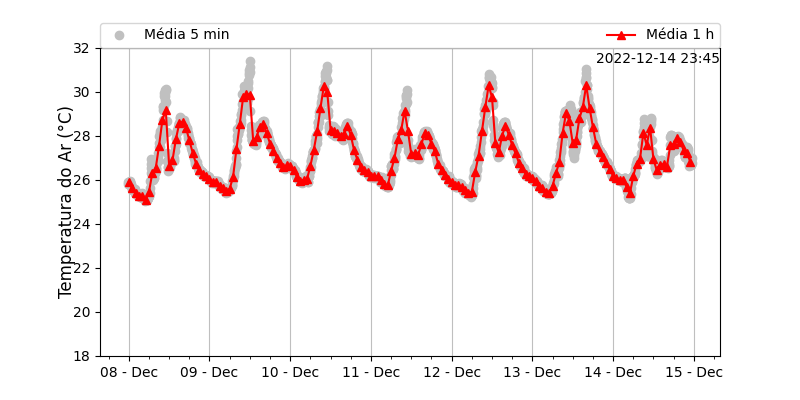 Média 5 min
Média 1 h
2022-12-14 23:45
Temperatura do Ar (°C)
32
30
28
26
24
22
20
18
08 - Dec
09 - Dec
10 - Dec
11 - Dec
12 - Dec
13 - Dec
14 - Dec
15 - Dec